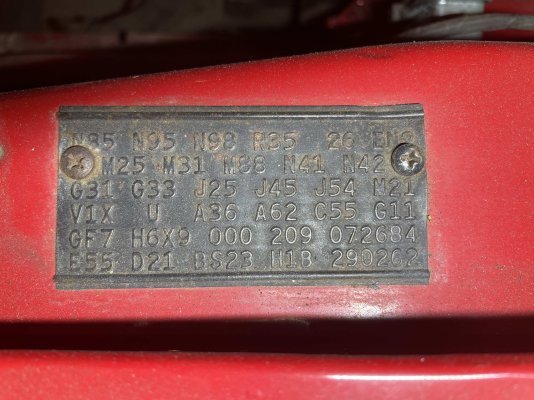 N85 N95 N98 R35 26 END
M25 M31 M88 N41 N42
G31 G33 J25 J45 J54 M21
V1X U A36 A62 C55 G11
GF7 H6X9 000 209 072684
E55 D21 BS23 H1B 290262